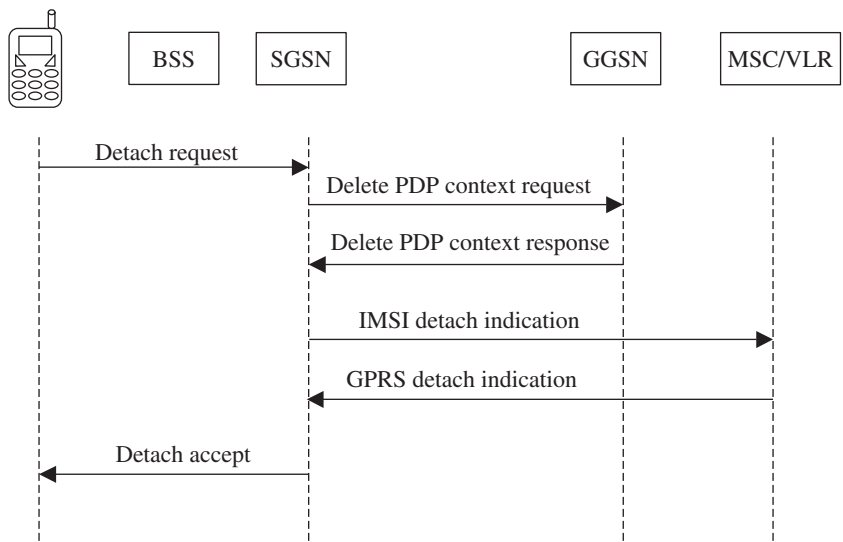 BSS
SGSN
GGSN
MSC/VLR
Detach request
Delete PDP context request
Delete PDP context response
IMSI detach indication
GPRS detach indication
Detach accept